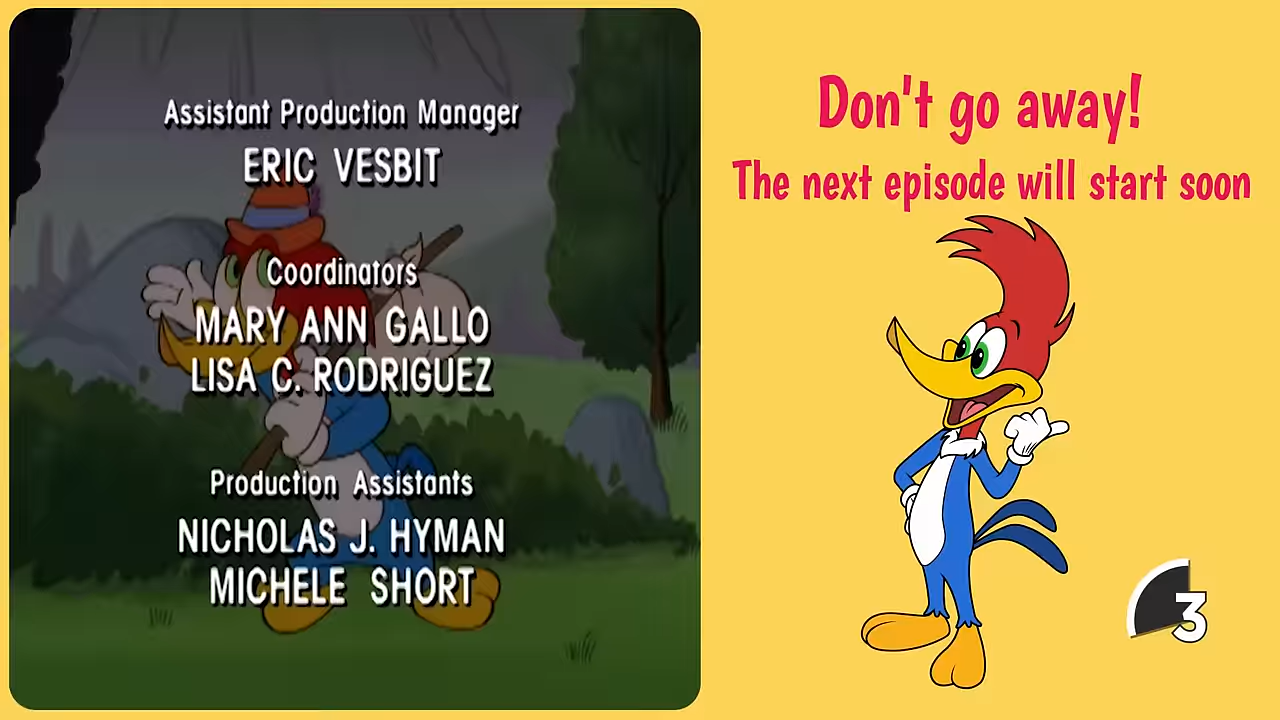 Assistant Production Manager
ERIC VESBIT
Coordinators
MARY ANN GALLO
LISA C. RODRIGUEZ
Production Assistants
NICHOLAS J. HYMAN
MICHELE SHORT
Don't go away!
The next episode will start soon
3